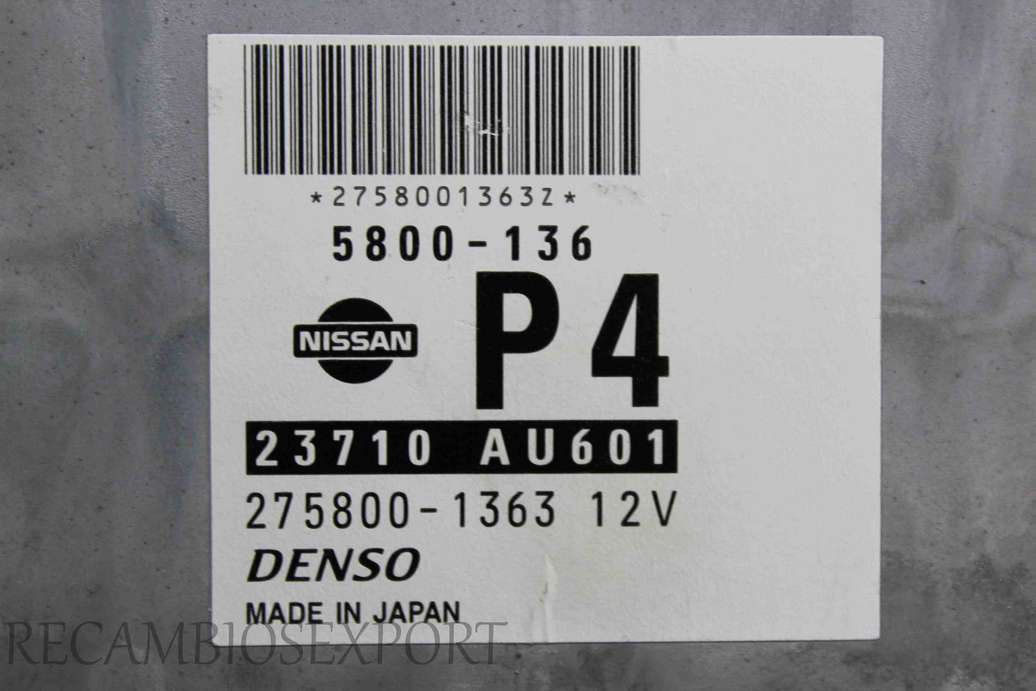 *2758001363Z*
5800-136
NISSAN
P4
23710 AU601
275800-1363 12V
DENSO
MADE IN JAPAN
RECAMBIOSEXPORT